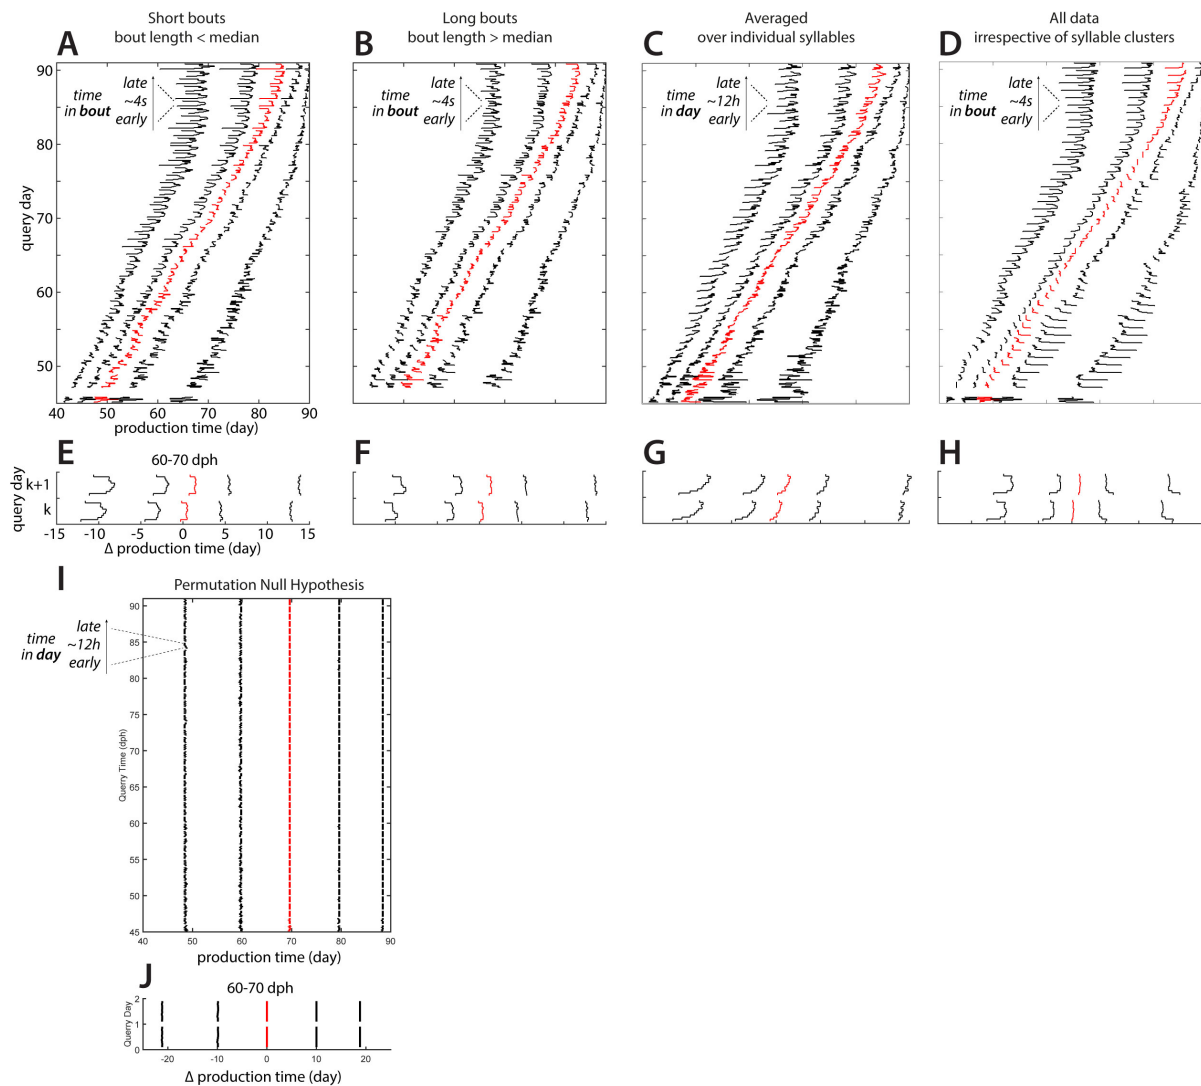 Short bouts
bout length < median
Long bouts
bout length > median
Averaged
over individual syllables
All data
irrespective of syllable clusters
A
B
C
D
late
time ~4s
in bout early
late
time ~4s
in bout early
late
time ~12h
in day early
late
time ~4s
in bout early
query day
90
80
70
60
50
40 50 60 70 80 90
production time (day)
E
F
G
H
60-70 dph
query day
k+1
k
-15 -10 -5 0 5 10 15
Δ production time (day)
I
Permutation Null Hypothesis
late
time ~12h
in day early
Querry Time (dph)
90
85
80
75
70
65
60
55
50
45
40 50 60 70 80 90
production time (day)
J
60-70 dph
Querry Day
2
1
0
-20 -10 0 10 20
Δ production time (day)